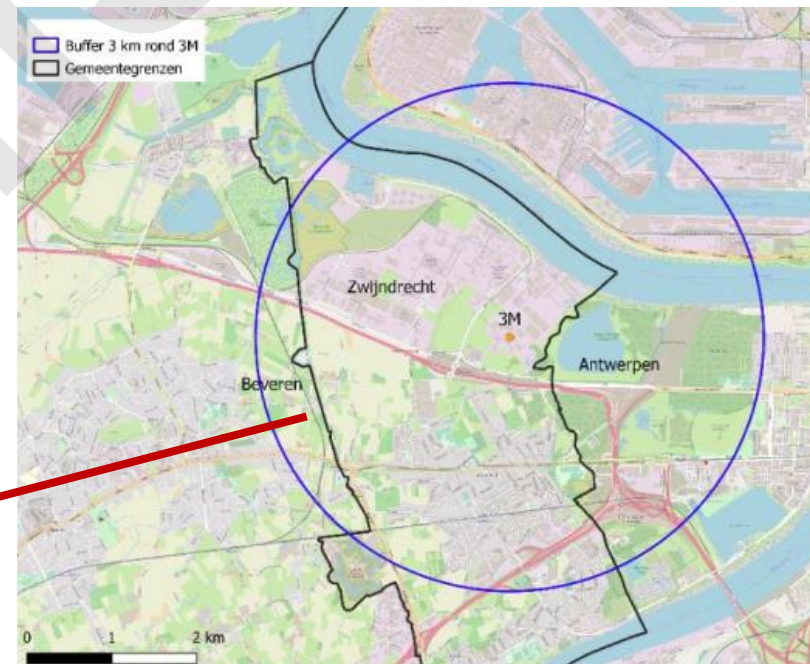 Buffer 3 km rond 3M
Gemeentegrenzen
Zwijndrecht
3M
Antwerpen
Beveren
0 1 2 km